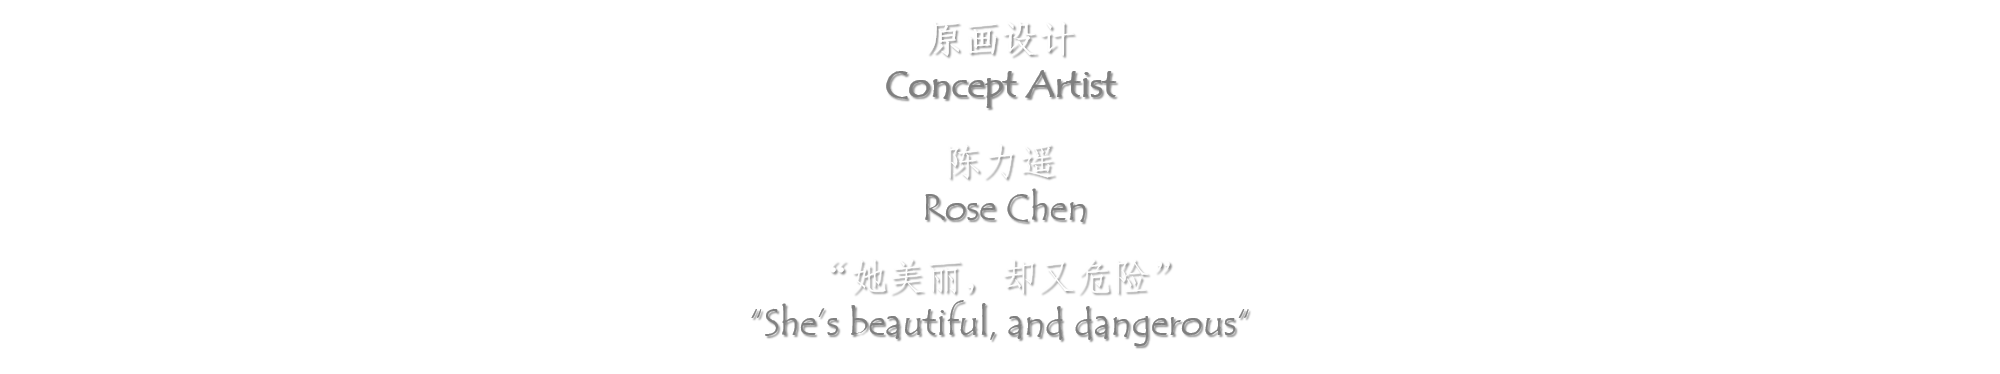 原画设计
Concept Artist
陈力遥
Rose Chen
“她美丽，却又危险”
“She’s beautiful, and dangerous“